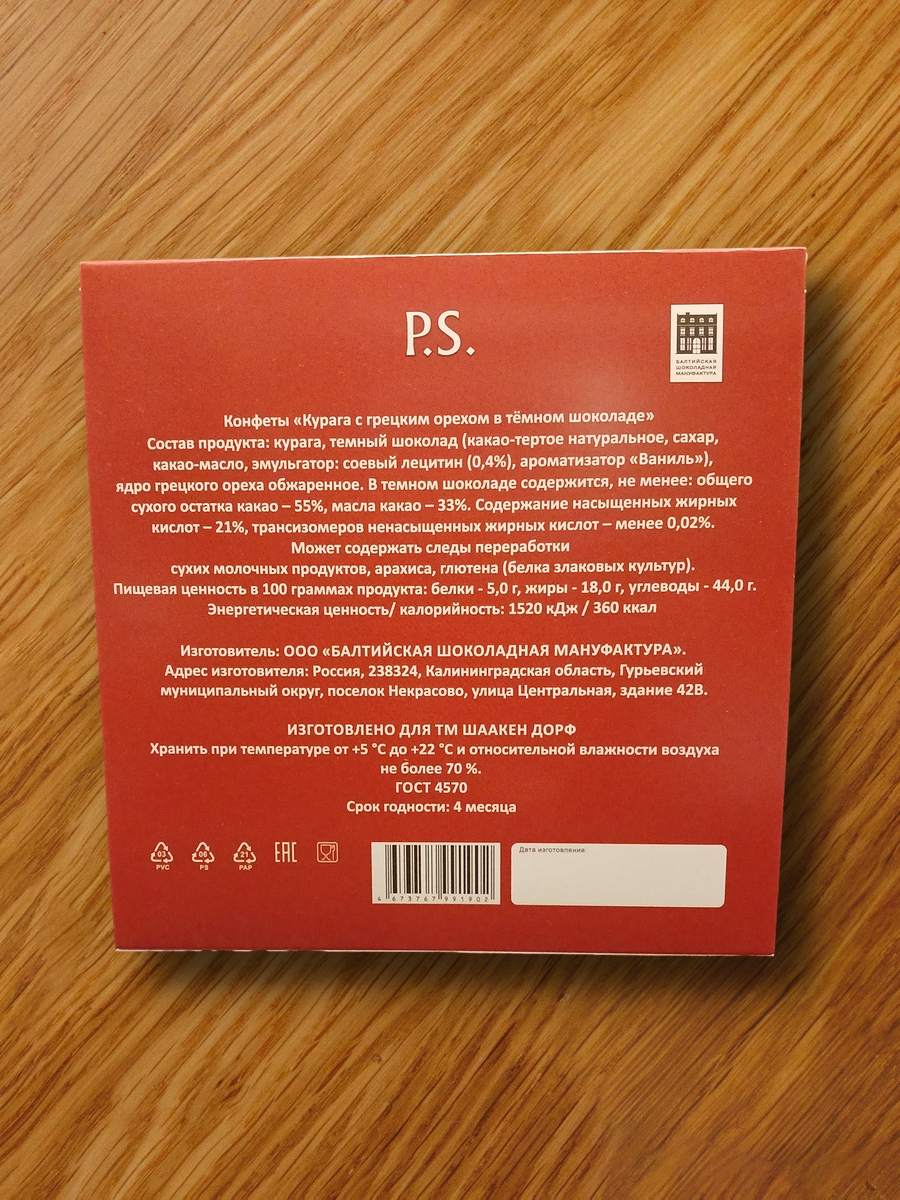 P.S.
БАЛТИЙСКАЯ
ШОКОЛАДНАЯ
МАНУФАКТУРА
Конфеты «Курага с грецким орехом в тёмном шоколаде»
Состав продукта: курага, темный шоколад (какао-тертое натуральное, сахар,
какао-масло, эмульгатор: соевый лецитин (0,4%), ароматизатор «Ваниль»),
ядро грецкого ореха обжаренное. В темном шоколаде содержится, не менее: общего
сухого остатка какао – 55%, масла какао – 33%. Содержание насыщенных жирных
кислот – 21%, трансизомеров ненасыщенных жирных кислот – менее 0,02%.
Может содержать следы переработки
сухих молочных продуктов, арахиса, глютена (белка злаковых культур).
Пищевая ценность в 100 граммах продукта: белки - 5,0 г, жиры - 18,0 г, углеводы - 44,0 г.
Энергетическая ценность/ калорийность: 1520 кДж / 360 ккал
Изготовитель: ООО «БАЛТИЙСКАЯ ШОКОЛАДНАЯ МАНУФАКТУРА».
Адрес изготовителя: Россия, 238324, Калининградская область, Гурьевский
муниципальный округ, поселок Некрасово, улица Центральная, здание 42В.
ИЗГОТОВЛЕНО ДЛЯ ТМ ШААКЕН ДОРФ
Хранить при температуре от +5 °С до +22 °С и относительной влажности воздуха
не более 70 %.
ГОСТ 4570
Срок годности: 4 месяца
03 PVC
06 PS
21 PAP
EAC
4 673767 991902
Дата изготовления: